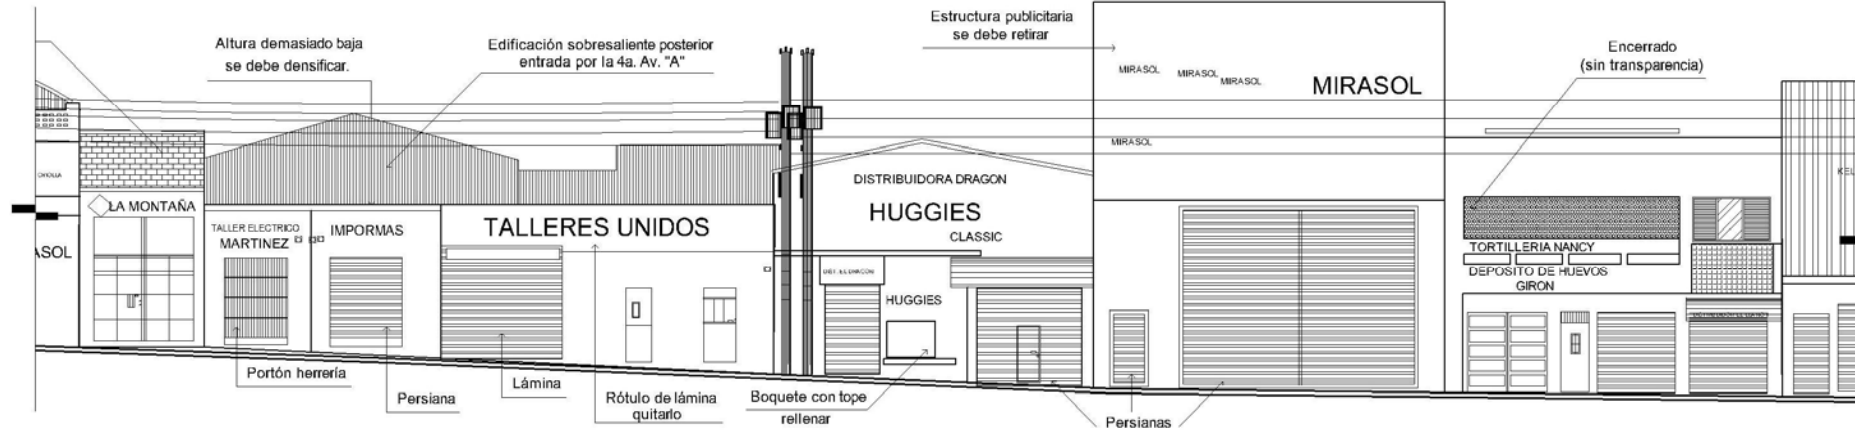 Altura demasiado baja
se debe densificar.
Edificación sobresaliente posterior
entrada por la 4a. Av. "A"
Estructura publicitaria
se debe retirar
Encerrado
(sin transparencia)
MIRASOL
MIRASOL
MIRASOL
MIRASOL
MIRASOL
LA MONTAÑA
ASOL
TALLER ELECTRICO
MARTINEZ
IMPORMAS
TALLERES UNIDOS
DISTRIBUIDORA DRAGON
HUGGIES
CLASSIC
HUGGIES
TORTILLERIA NANCY
DEPOSITO DE HUEVOS
GIRON
KEL
Portón herrería
Persiana
Lámina
Rótulo de lámina
quitarlo
Boquete con tope
rellenar
Persianas